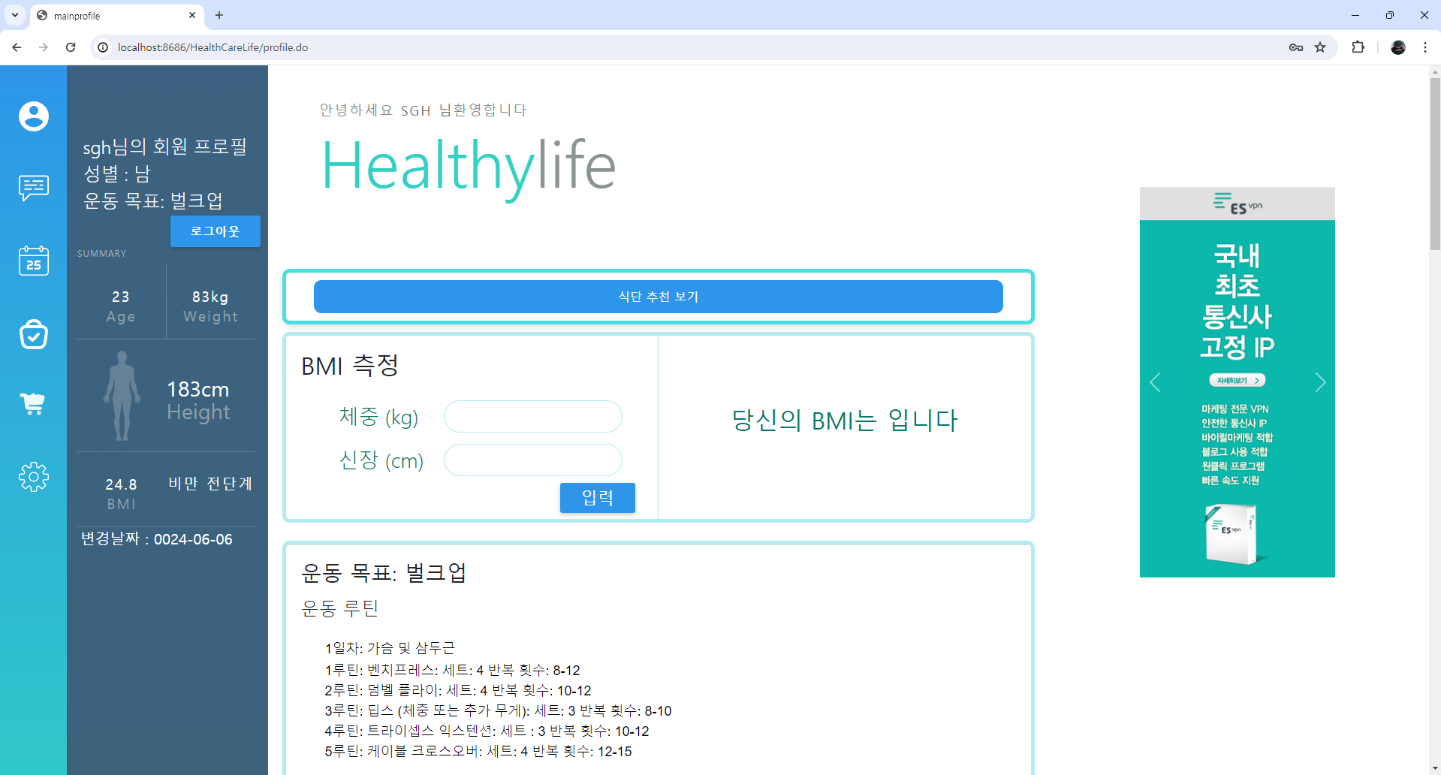 mainprofile
localhost:8686/HealthCareLife/profile.do
25
sgh님의 회원 프로필
성별 : 남
운동 목표: 벌크업
로그아웃
SUMMARY
23
Age
83kg
Weight
183cm
Height
24.8
BMI
비만 전단계
변경날짜 : 0024-06-06
안녕하세요 SGH 님환영합니다
Healthylife
식단 추천 보기
BMI 측정
체중 (kg)
신장 (cm)
입력
당신의 BMI는 입니다
운동 목표: 벌크업
운동 루틴
1일차: 가슴 및 삼두근
1루틴: 벤치프레스: 세트: 4 반복 횟수: 8-12
2루틴: 덤벨 플라이: 세트: 4 반복 횟수: 10-12
3루틴: 딥스 (체중 또는 추가 무게): 세트: 3 반복 횟수: 8-10
4루틴: 트라이셉스 익스텐션: 세트 : 3 반복 횟수: 10-12
5루틴: 케이블 크로스오버: 세트: 4 반복 횟수: 12-15
ES vpn
국내
최초
통신사
고정 IP
자세히보기 >
마케팅 전문 VPN
안전한 통신사 IP
바이럴마케팅 적합
블로그 사용 적합
원클릭 프로그램
빠른 속도 지원
ES vpn